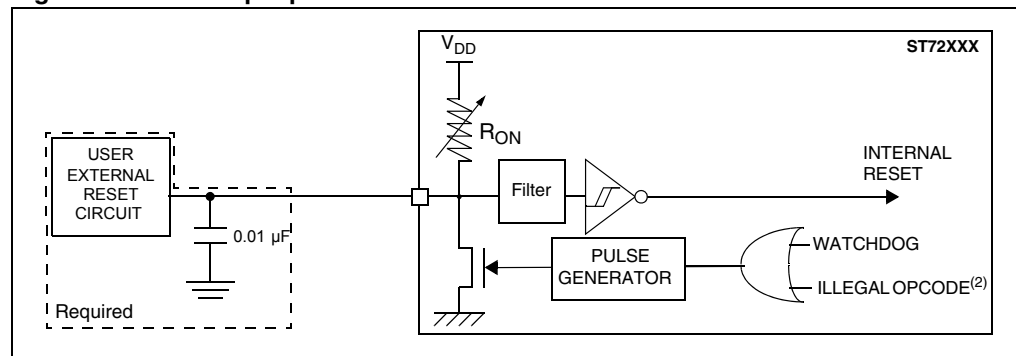 ST72XXX
VDD
RON
USER
EXTERNAL
RESET
CIRCUIT
0.01 µF
Required
Filter
INTERNAL
RESET
PULSE
GENERATOR
WATCHDOG
ILLEGAL OPCODE(2)